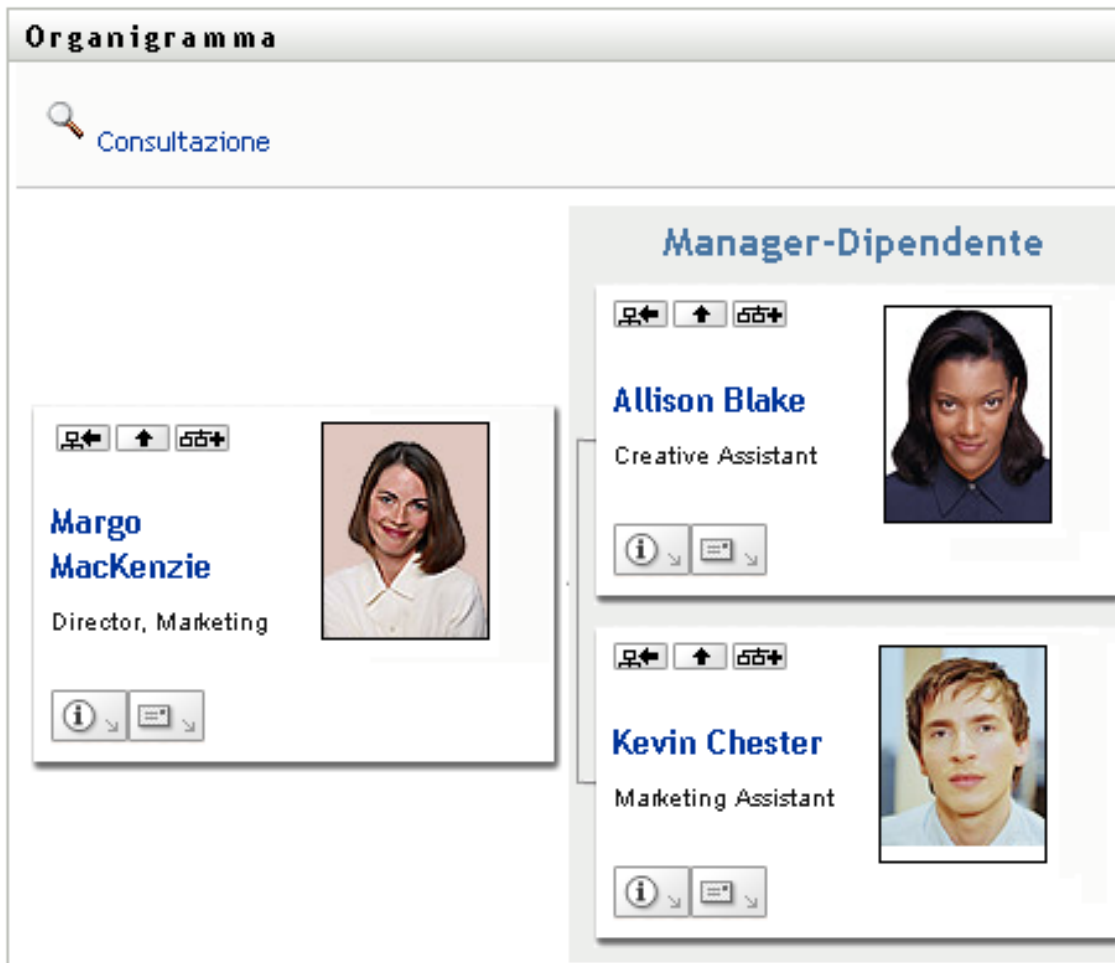 Organigramma
Consultazione
Manager-Dipendente
Allison Blake
Creative Assistant
Margo
MacKenzie
Director, Marketing
Kevin Chester
Marketing Assistant